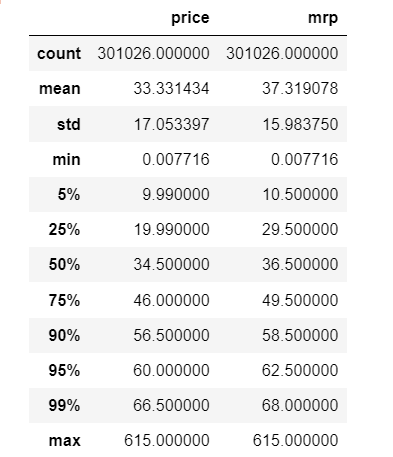 price mrp
count 301026.000000 301026.000000
mean 33.331434 37.319078
std 17.053397 15.983750
min 0.007716 0.007716
5% 9.990000 10.500000
25% 19.990000 29.500000
50% 34.500000 36.500000
75% 46.000000 49.500000
90% 56.500000 58.500000
95% 60.000000 62.500000
99% 66.500000 68.000000
max 615.000000 615.000000